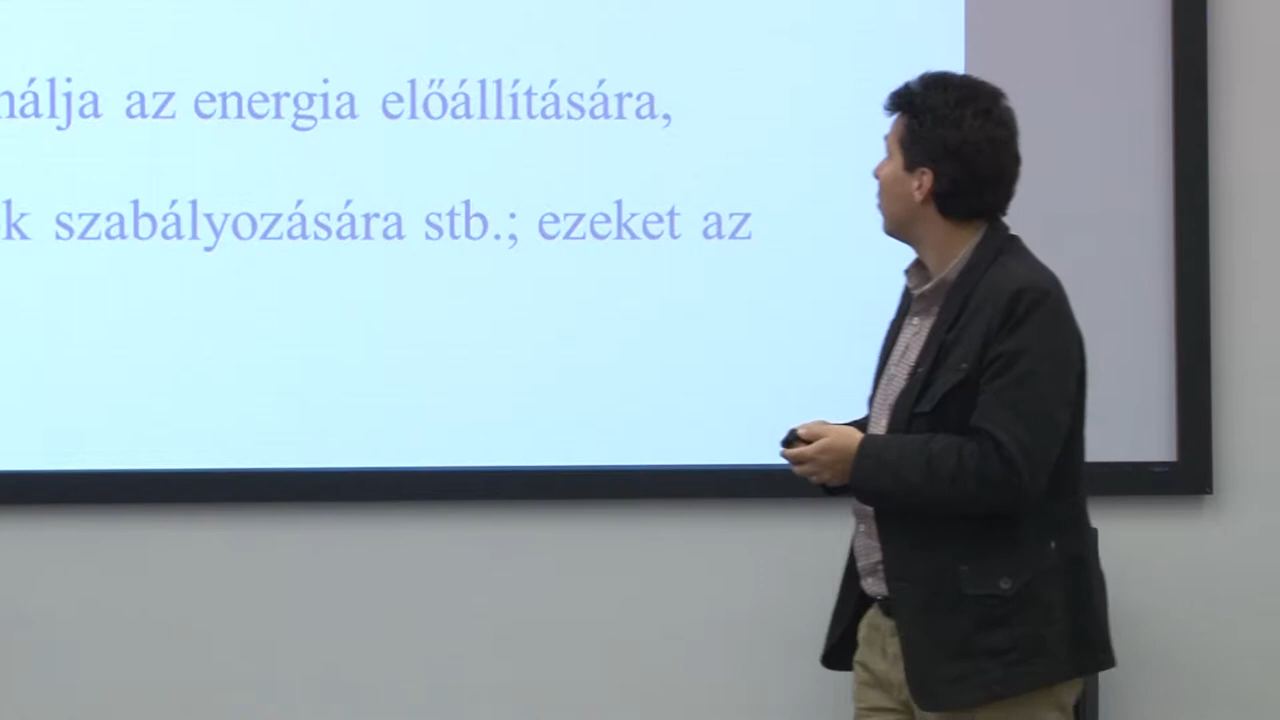 nálja az energia előállítására,
k szabályozására stb.; ezeket az